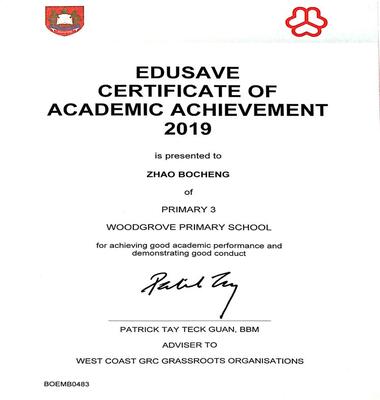 EDUSAVE
CERTIFICATE OF
ACADEMIC ACHIEVEMENT
2019
is presented to
ZHAO BOCHENG
of
PRIMARY 3
WOODGROVE PRIMARY SCHOOL
for achieving good academic performance and
demonstrating good conduct
Patrick Tay
PATRICK TAY TECK GUAN, BBM
ADVISER TO
WEST COAST GRC GRASSROOTS ORGANISATIONS
BOEMB0483